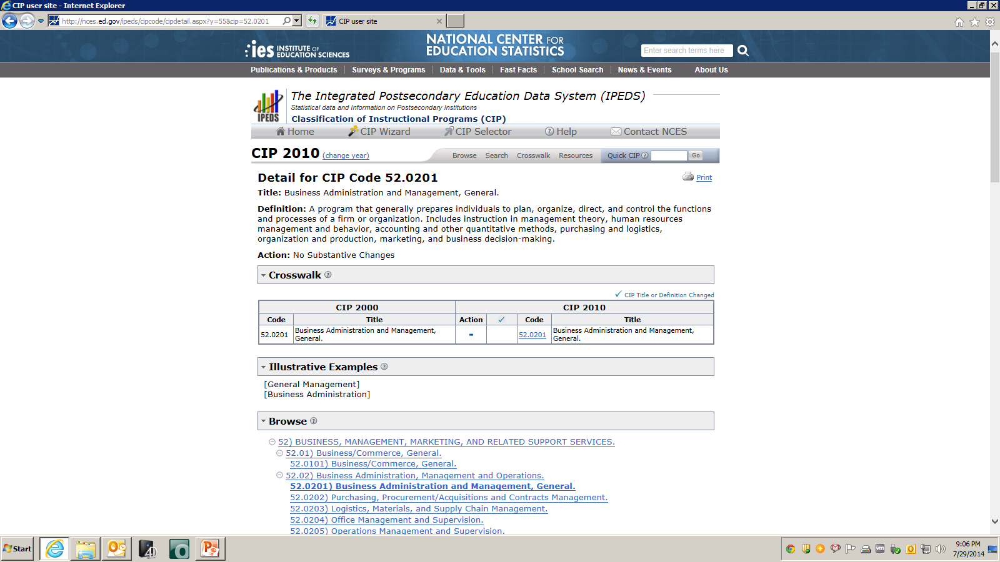 CIP user site - Internet Explorer
http://nces.ed.gov/ipeds/cipcode/cipdetail.aspx?y=55&cip=52.0201
CIP user site
ies INSTITUTE OF EDUCATION SCIENCES
NATIONAL CENTER FOR EDUCATION STATISTICS
Enter search terms here
Publications & Products Surveys & Programs Data & Tools Fast Facts School Search News & Events About Us
IPEDS
The Integrated Postsecondary Education Data System (IPEDS)
Statistical data and Information on Postsecondary Institutions
Classification of Instructional Programs (CIP)
Home CIP Wizard CIP Selector Help Contact NCES
CIP 2010 (change year) Browse Search Crosswalk Resources Quick CIP Go
Detail for CIP Code 52.0201
Print
Title: Business Administration and Management, General.
Definition: A program that generally prepares individuals to plan, organize, direct, and control the functions
and processes of a firm or organization. Includes instruction in management theory, human resources
management and behavior, accounting and other quantitative methods, purchasing and logistics,
organization and production, marketing, and business decision-making.
Action: No Substantive Changes
Crosswalk
CIP Title or Definition Changed
CIP 2000 CIP 2010
Code Title Action ✓ Code Title
52.0201 Business Administration and Management, General. - 52.0201 Business Administration and Management, General.
Illustrative Examples
[General Management]
[Business Administration]
Browse
52) BUSINESS, MANAGEMENT, MARKETING, AND RELATED SUPPORT SERVICES.
52.01) Business/Commerce, General.
52.0101) Business/Commerce, General.
52.02) Business Administration, Management and Operations.
52.0201) Business Administration and Management, General.
52.0202) Purchasing, Procurement/Acquisitions and Contracts Management.
52.0203) Logistics, Materials, and Supply Chain Management.
52.0204) Office Management and Supervision.
52.0205) Operations Management and Supervision.
Start
9:06 PM
7/29/2014